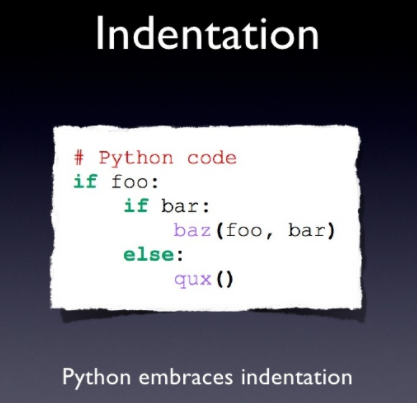 Indentation
# Python code
if foo:
    if bar:
        baz(foo, bar)
    else:
        qux()
Python embraces indentation